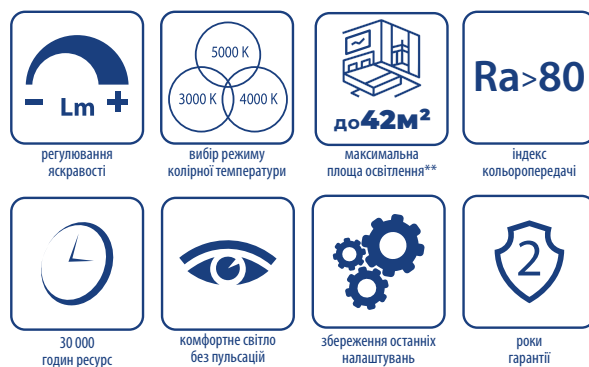 – Lm +
регулювання
яскравості
5000 K
3000 K 4000 K
вибір режиму
колірної температури
до42м²
максимальна
площа освітлення**
Ra>80
індекс
кольоропередачі
30 000
годин ресурс
комфортне світло
без пульсацій
збереження останніх
налаштувань
2
роки
гарантії